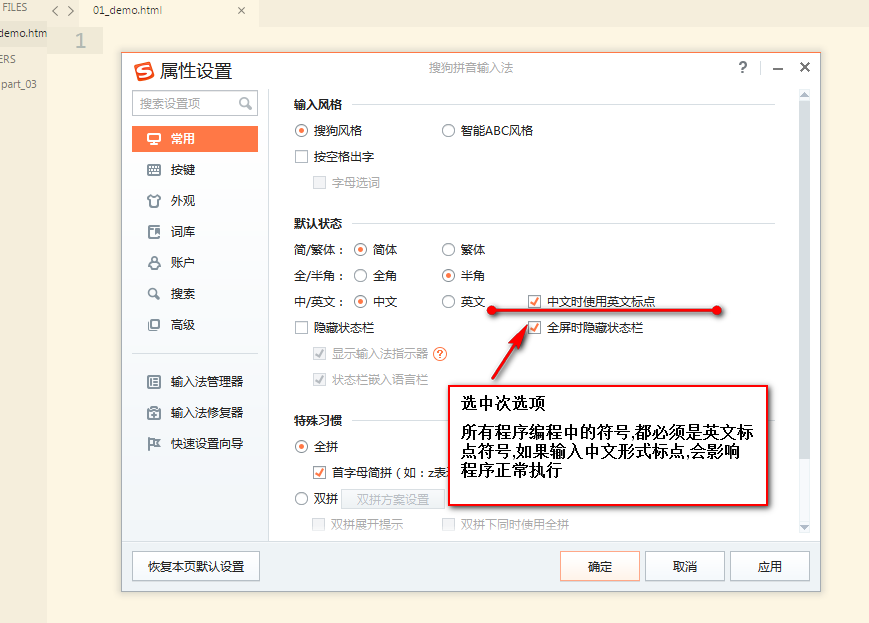 FILES
01_demo.html
demo.htm
1
ERS
part_03
属性设置
搜狗拼音输入法
搜索设置项
常用
按键
外观
词库
账户
搜索
高级
输入法管理器
输入法修复器
快速设置向导
输入风格
搜狗风格
智能ABC风格
按空格出字
字母选词
默认状态
简/繁体： 简体 繁体
全/半角： 全角 半角
中/英文： 中文 英文 中文时使用英文标点
隐藏状态栏 全屏时隐藏状态栏
显示输入法指示器
状态栏嵌入语言栏
特殊习惯
全拼
首字母简拼（如：z表
双拼 双拼方案设置
双拼展开提示 双拼下同时使用全拼
选中次选项
所有程序编程中的符号,都必须是英文标
点符号,如果输入中文形式标点,会影响
程序正常执行
恢复本页默认设置
确定
取消
应用